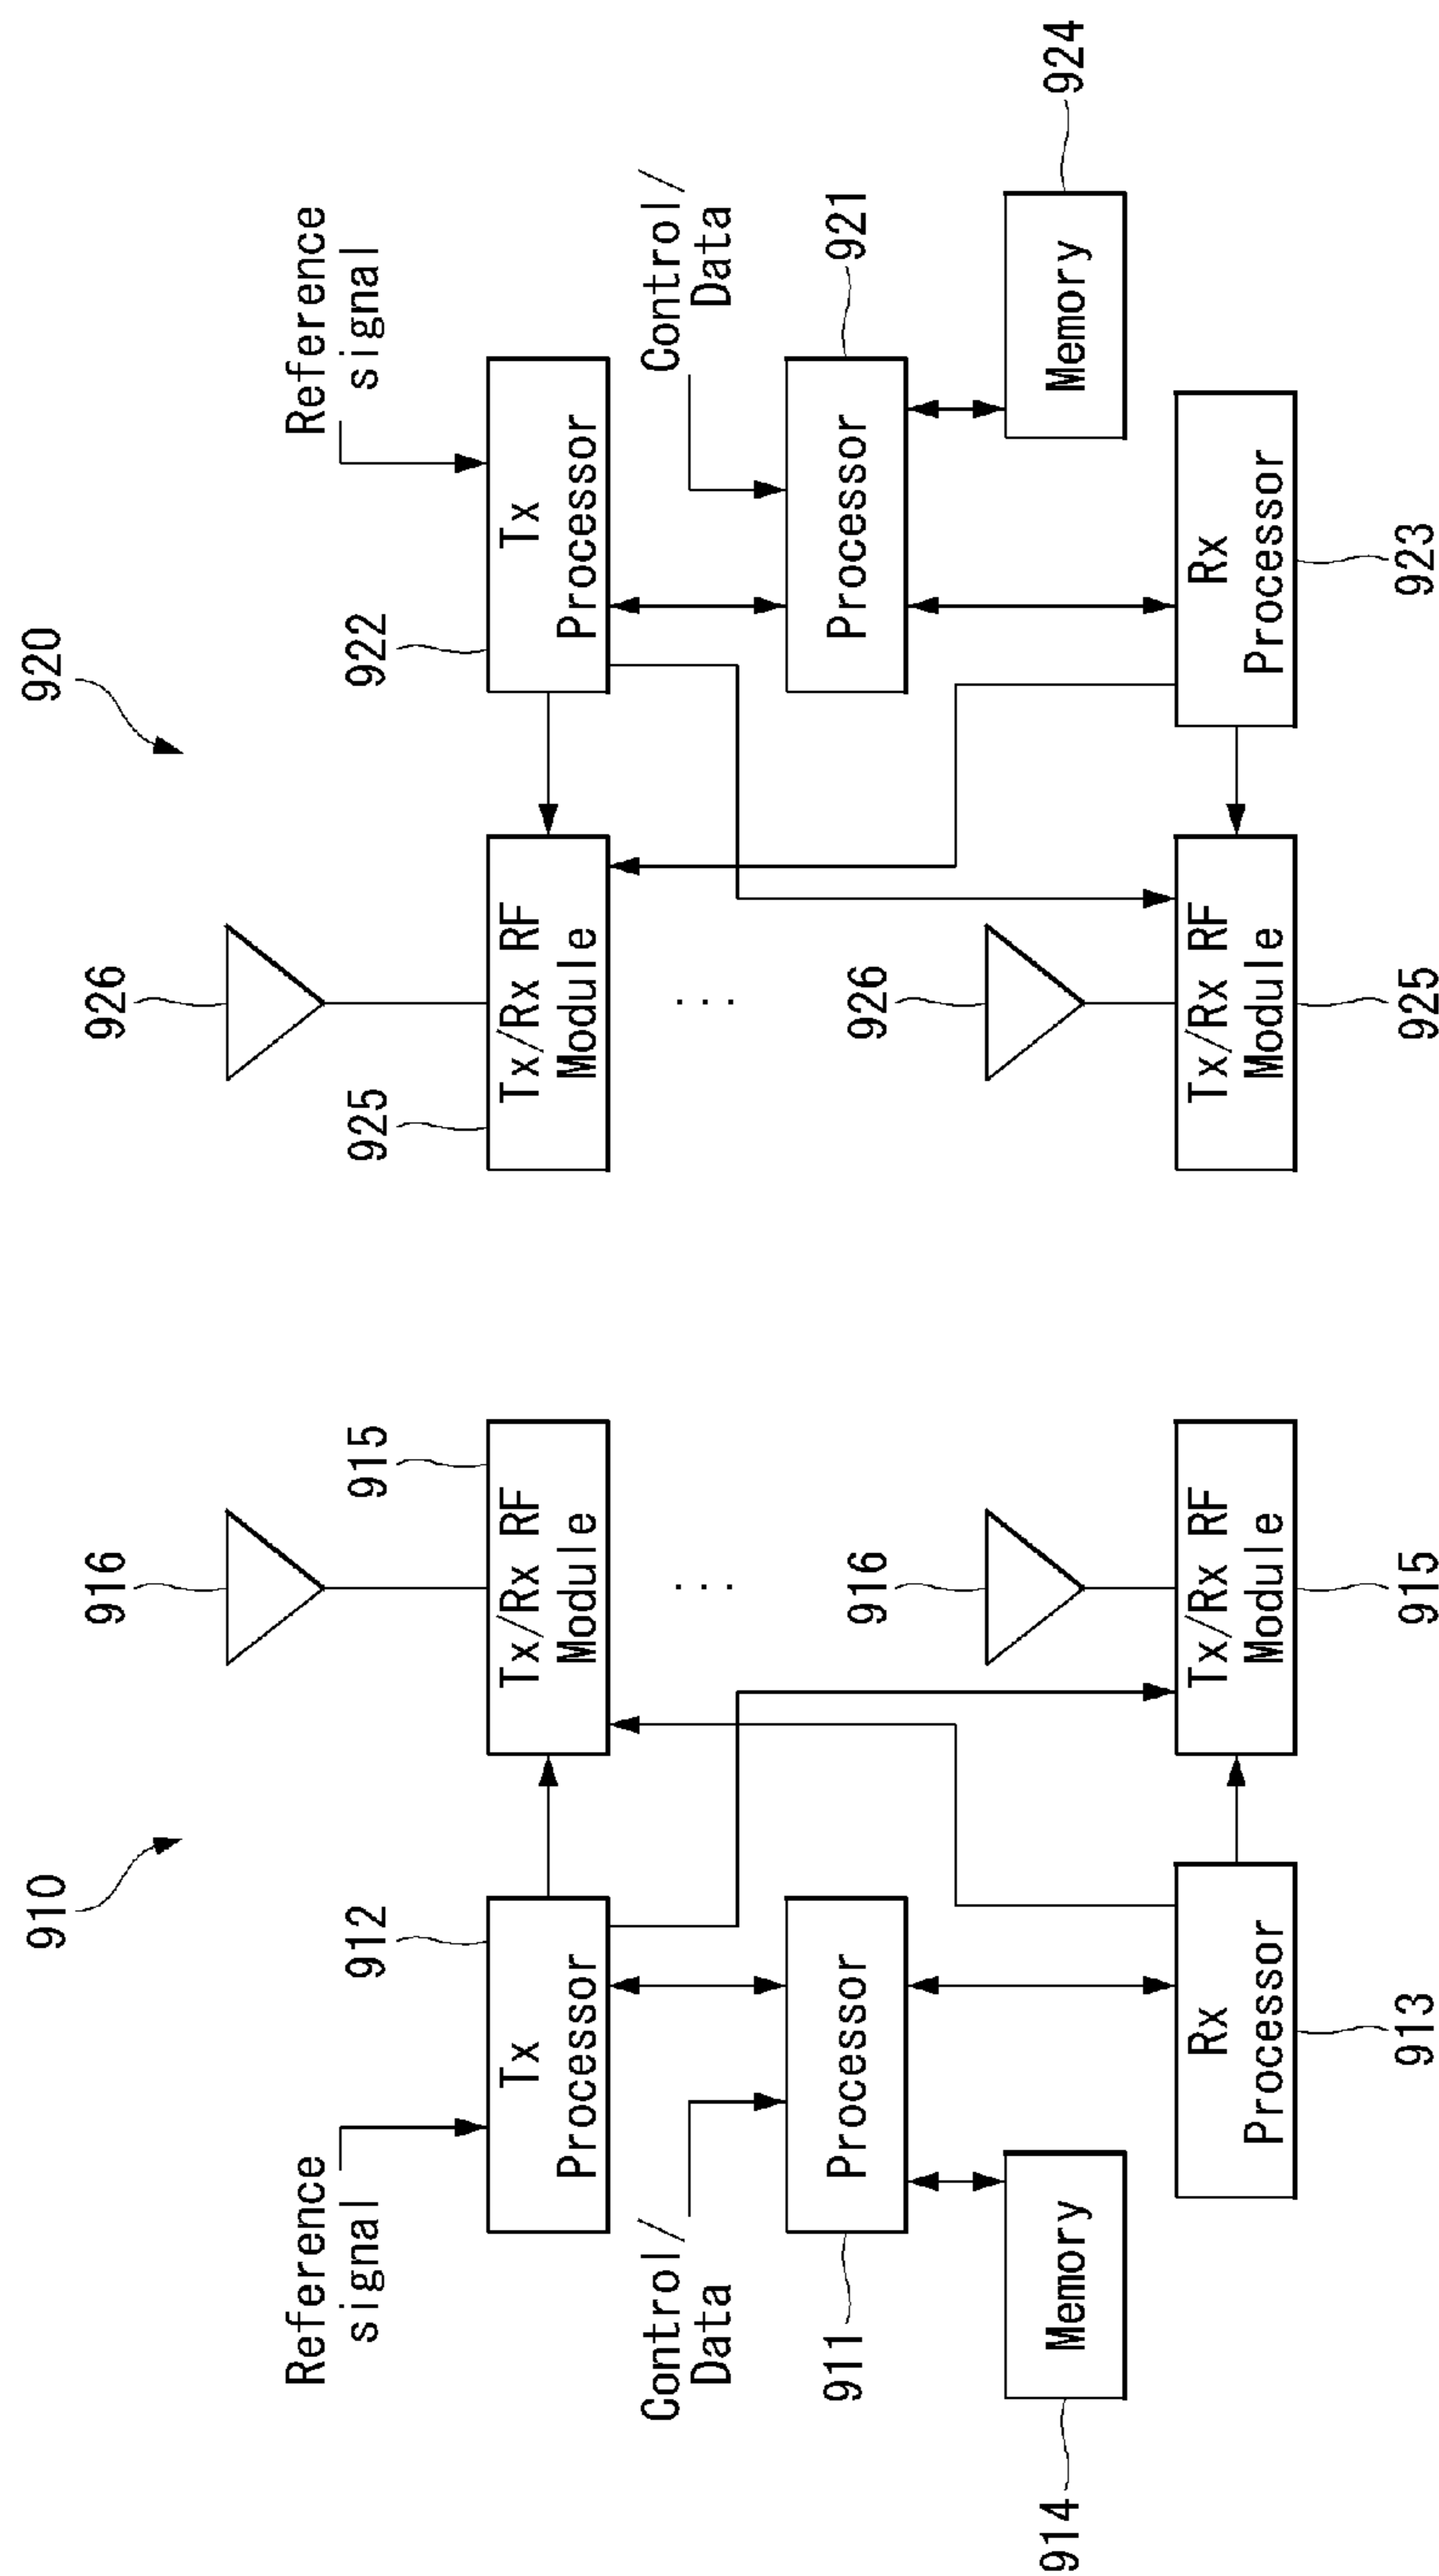 910
916
Reference
signal
912
915
Tx
Processor
Tx/Rx RF
Module
Control/
Data
911
Processor
...
916
914
Memory
Rx
Processor
Tx/Rx RF
Module
913
915
920
926
Reference
signal
925
922
Tx/Rx RF
Module
Tx
Processor
Control/
Data
...
Processor
921
926
Memory
924
Tx/Rx RF
Module
Rx
Processor
925
923